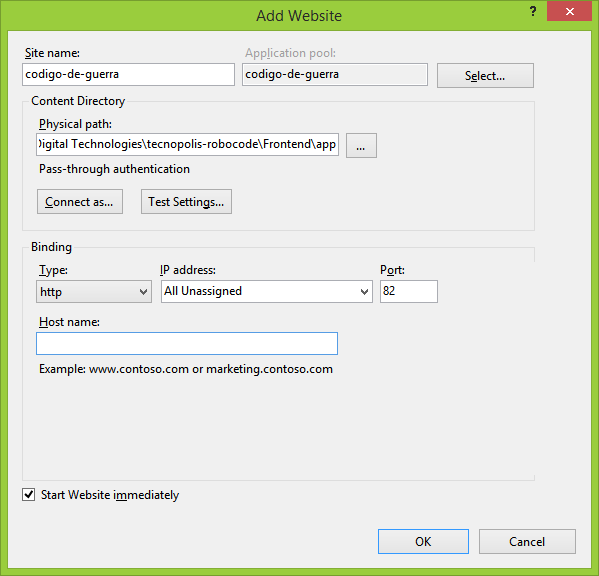 Add Website
?
Site name:
Application pool:
codigo-de-guerra
codigo-de-guerra
Select...
Content Directory
Physical path:
Digital Technologies\tecnopolis-robocode\Frontend\app
...
Pass-through authentication
Connect as...
Test Settings...
Binding
Type:
IP address:
Port:
http
All Unassigned
82
Host name:
Example: www.contoso.com or marketing.contoso.com
Start Website immediately
OK
Cancel